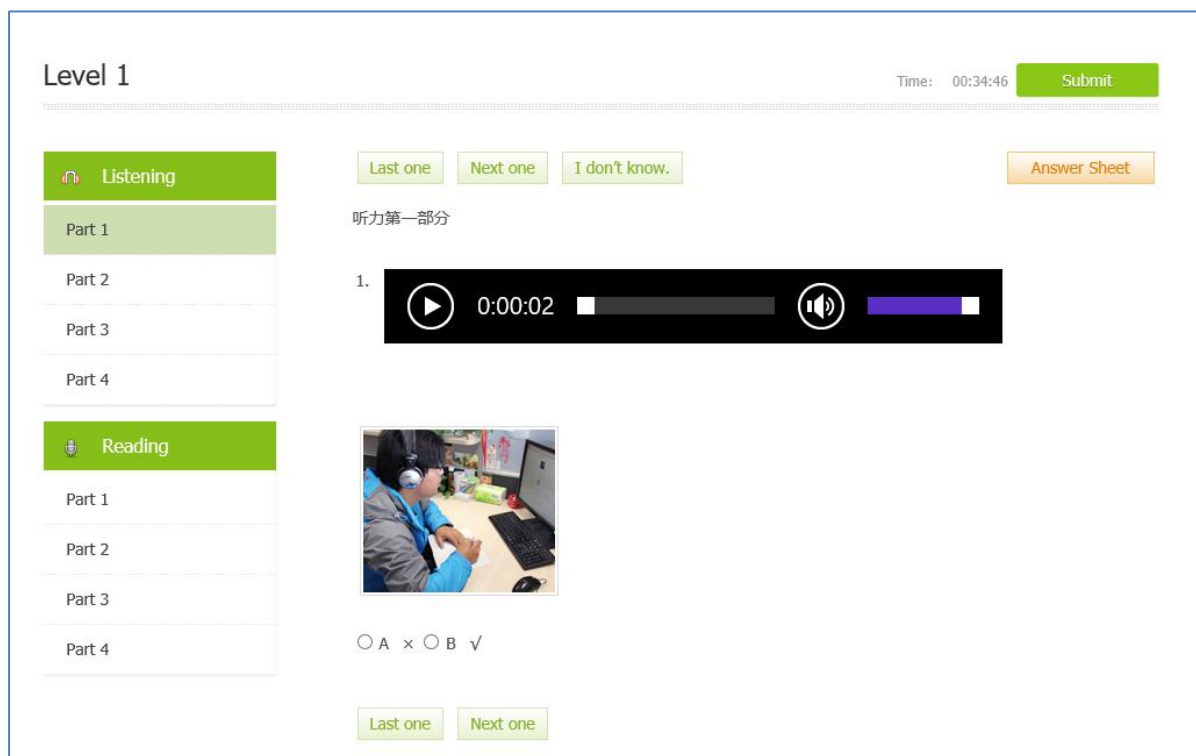 Level 1
Time: 00:34:46 Submit
Listening
Part 1
Part 2
Part 3
Part 4
Reading
Part 1
Part 2
Part 3
Part 4
Last one Next one I don't know. Answer Sheet
听力第一部分
1. 0:00:02
A × B √
Last one Next one